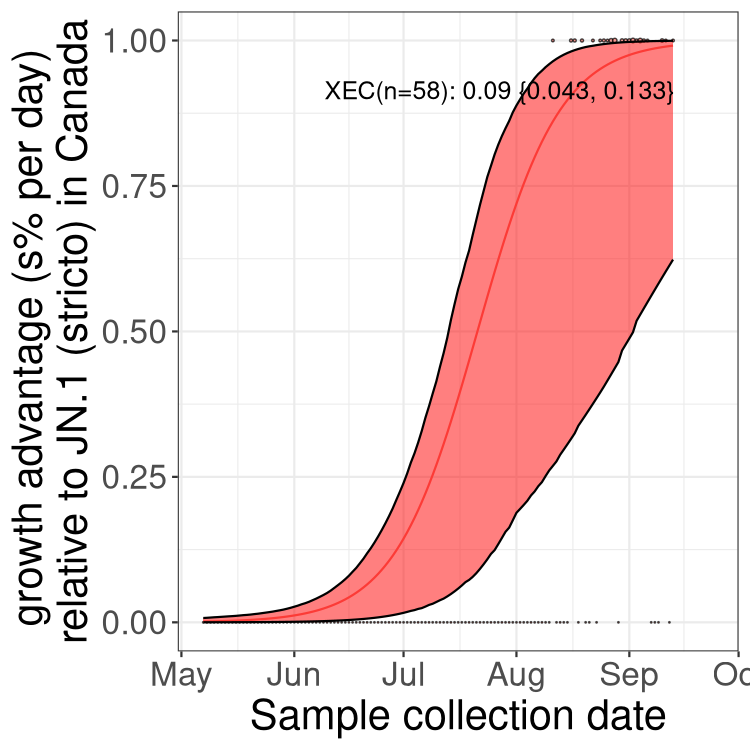 growth advantage (s% per day)
relative to JN.1 (stricto) in Canada
1.00
0.75
0.50
0.25
0.00
XEC(n=58): 0.09 {0.043, 0.133}
May Jun Jul Aug Sep Oc
Sample collection date